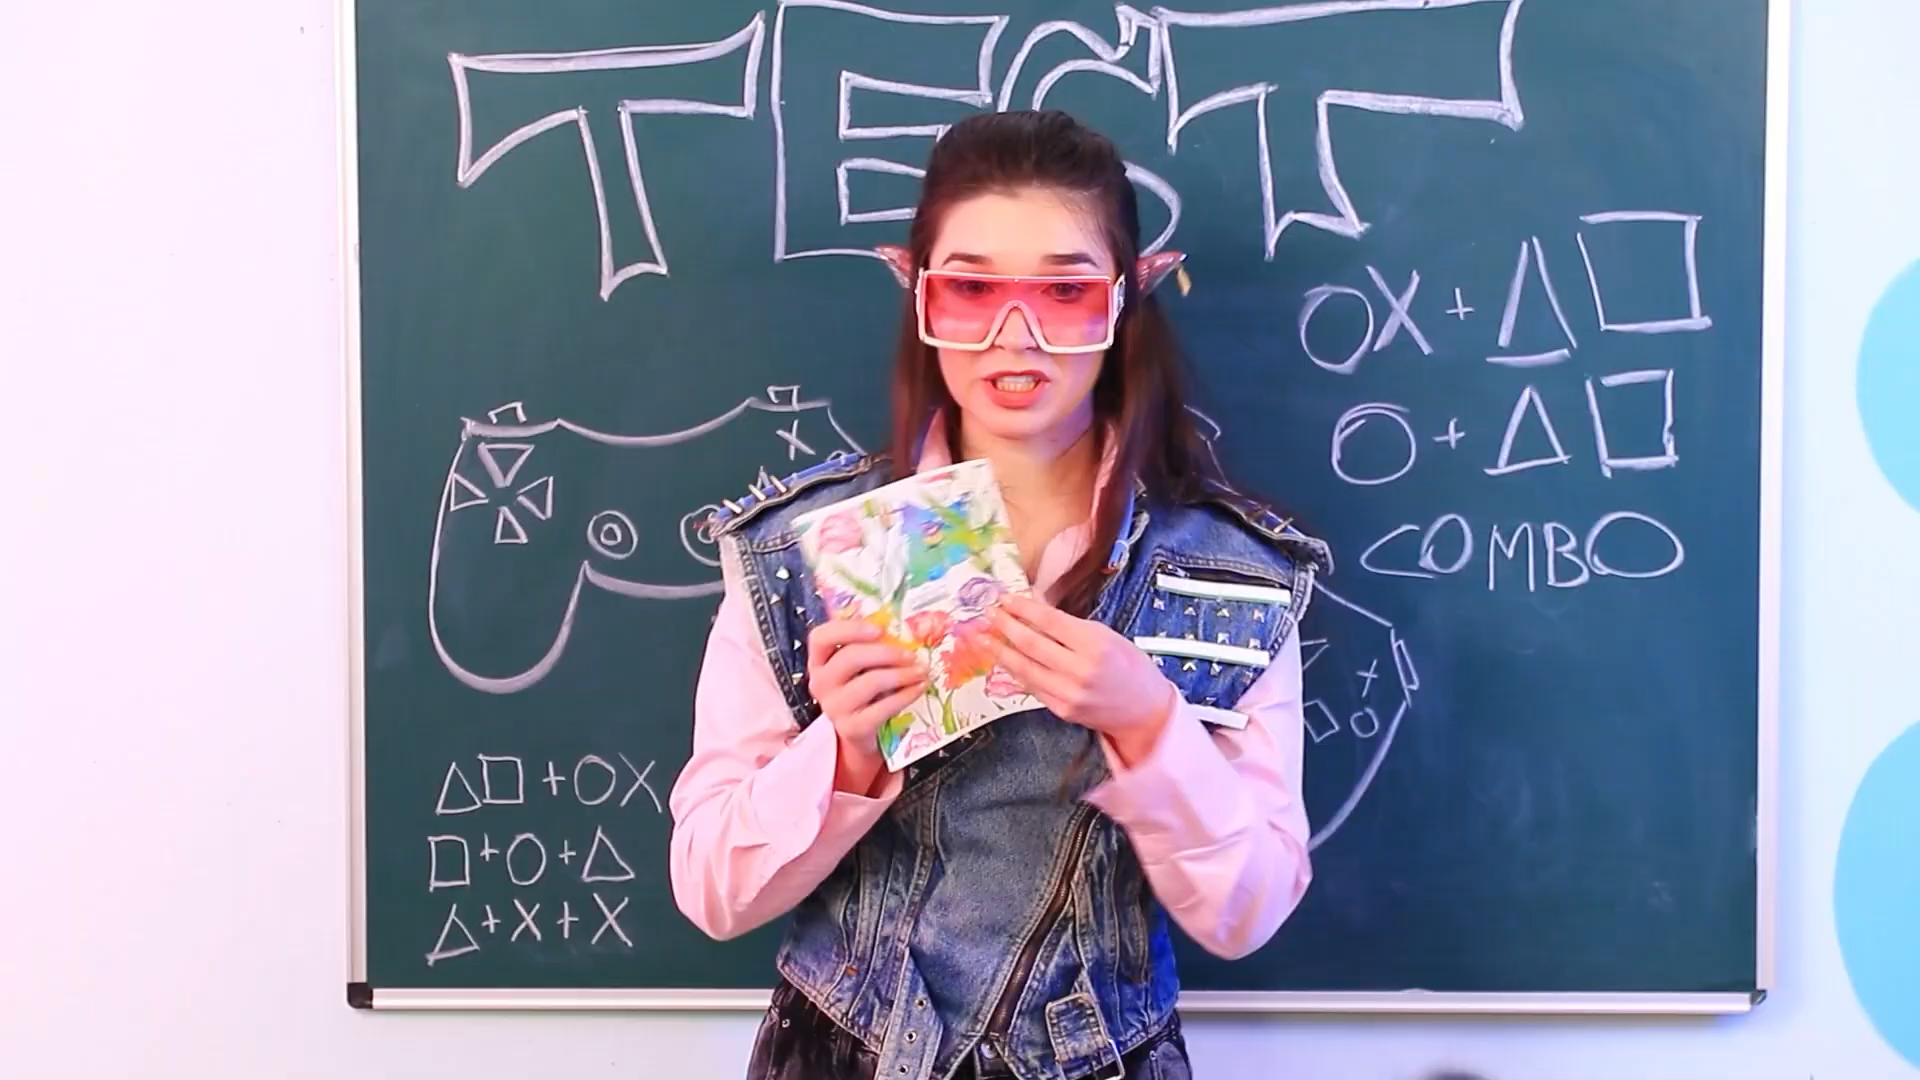 TEST
OX + △□
O + △□
COMBO
△□ + OX
□ + O + △
△ + X + X